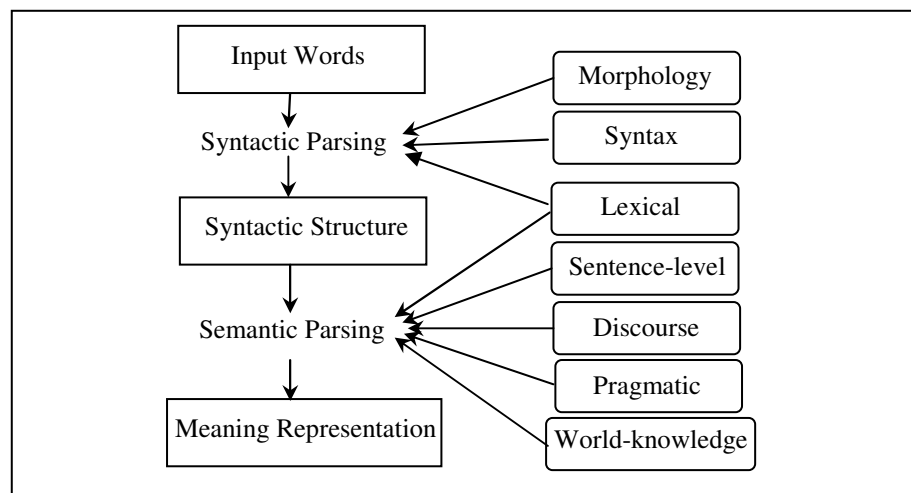 Input Words
Morphology
Syntactic Parsing
Syntax
Lexical
Syntactic Structure
Sentence-level
Semantic Parsing
Discourse
Pragmatic
Meaning Representation
World-knowledge